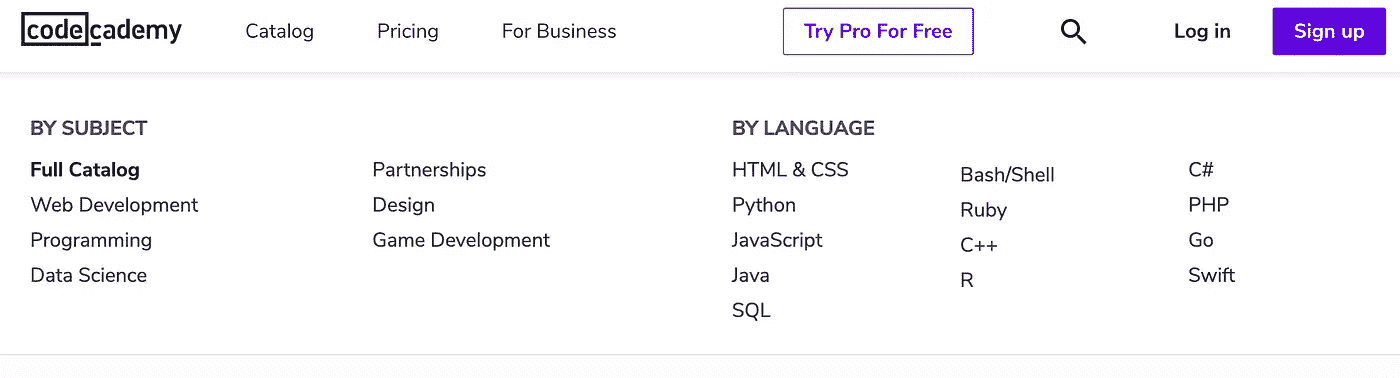 codecademy Catalog Pricing For Business Try Pro For Free Log in Sign up
BY SUBJECT
Full Catalog
Web Development
Programming
Data Science
Partnerships
Design
Game Development
BY LANGUAGE
HTML & CSS
Python
JavaScript
Java
SQL
Bash/Shell
Ruby
C++
R
C#
PHP
Go
Swift